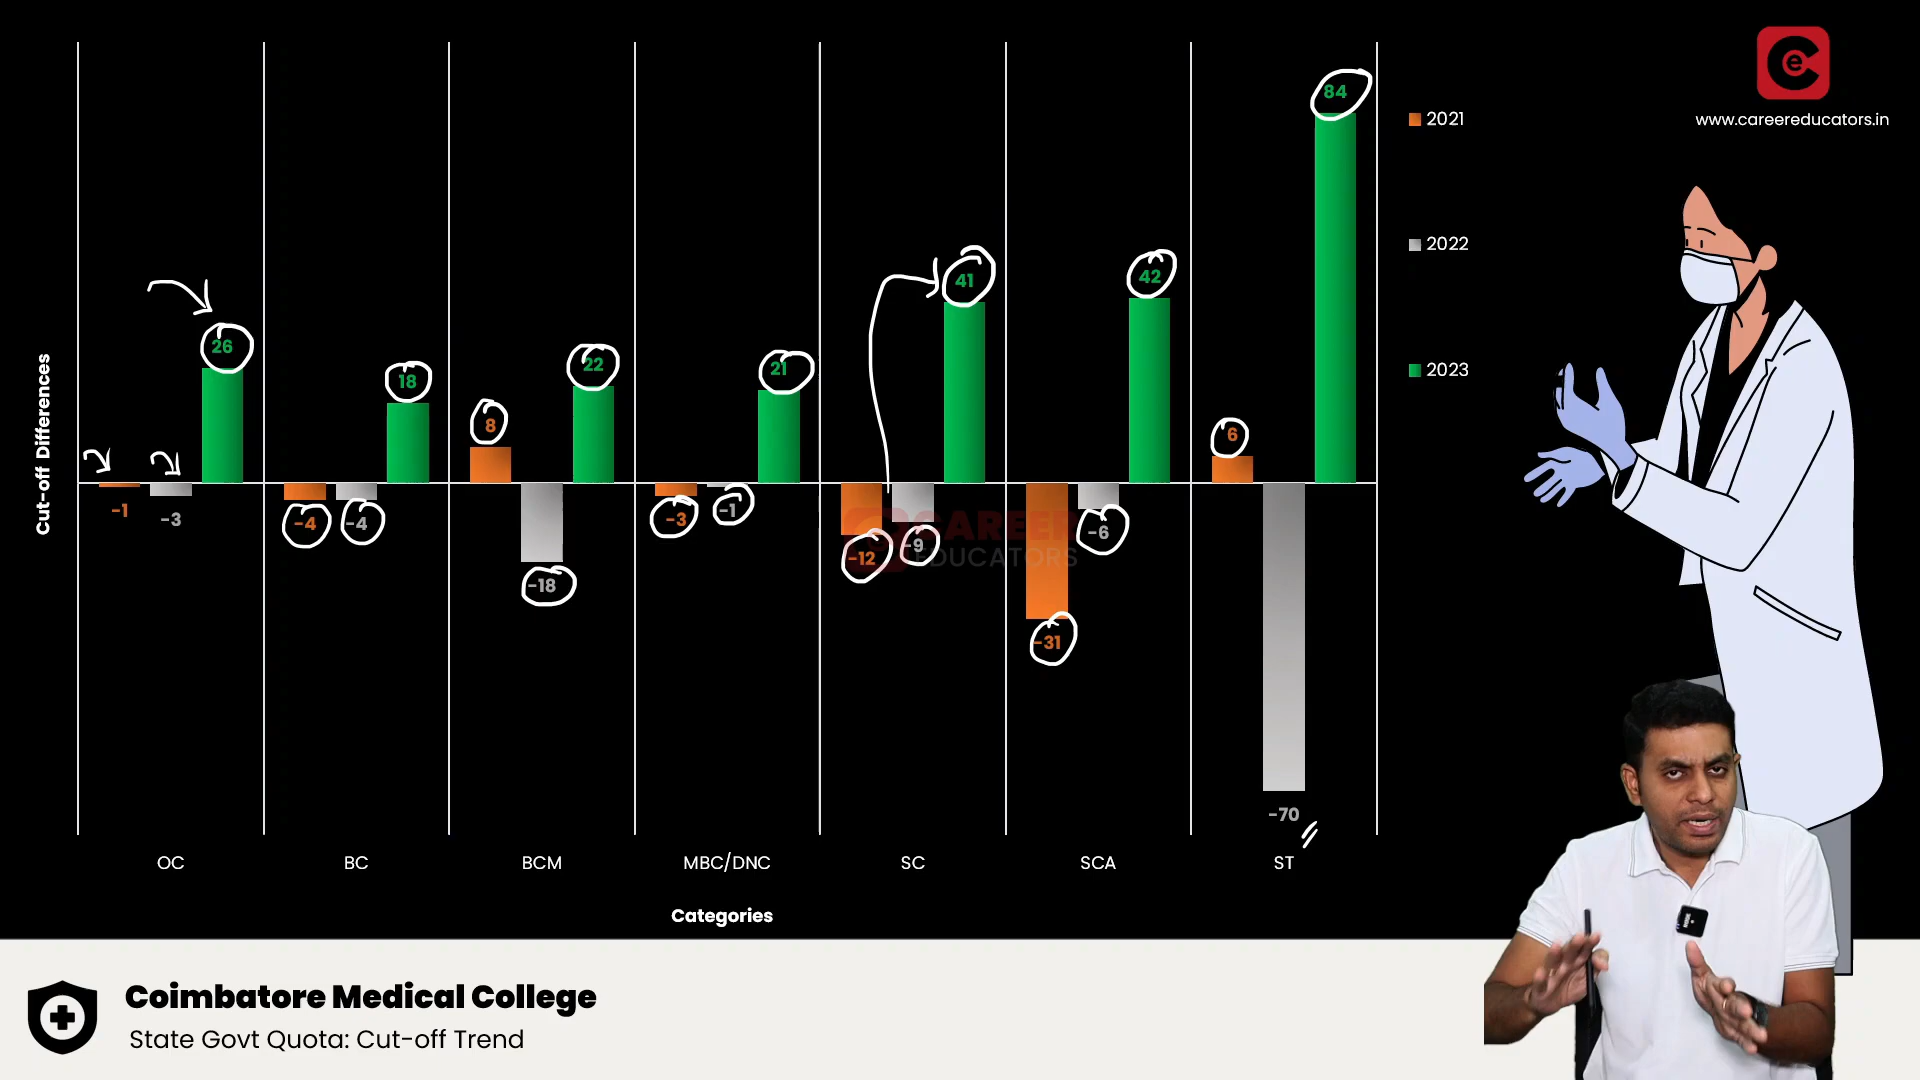 e
www.careereducators.in
2021
2022
2023
Cut-off Differences
26
-1
-3
18
-4
-4
8
22
-18
21
-3
-1
41
-12
-9
42
-31
-6
84
6
-70
CAREER
EDUCATORS
OC
BC
BCM
MBC/DNC
SC
SCA
ST
Categories
Coimbatore Medical College
State Govt Quota: Cut-off Trend